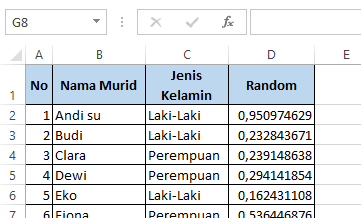 G8
A B C D E
1 No Nama Murid Jenis Kelamin Random
2 1 Andi su Laki-Laki 0,950974629
3 2 Budi Laki-Laki 0,232843671
4 3 Clara Perempuan 0,239148638
5 4 Dewi Perempuan 0,294141854
6 5 Eko Laki-Laki 0,162431108
7 6 Fiona Perempuan 0,536446876